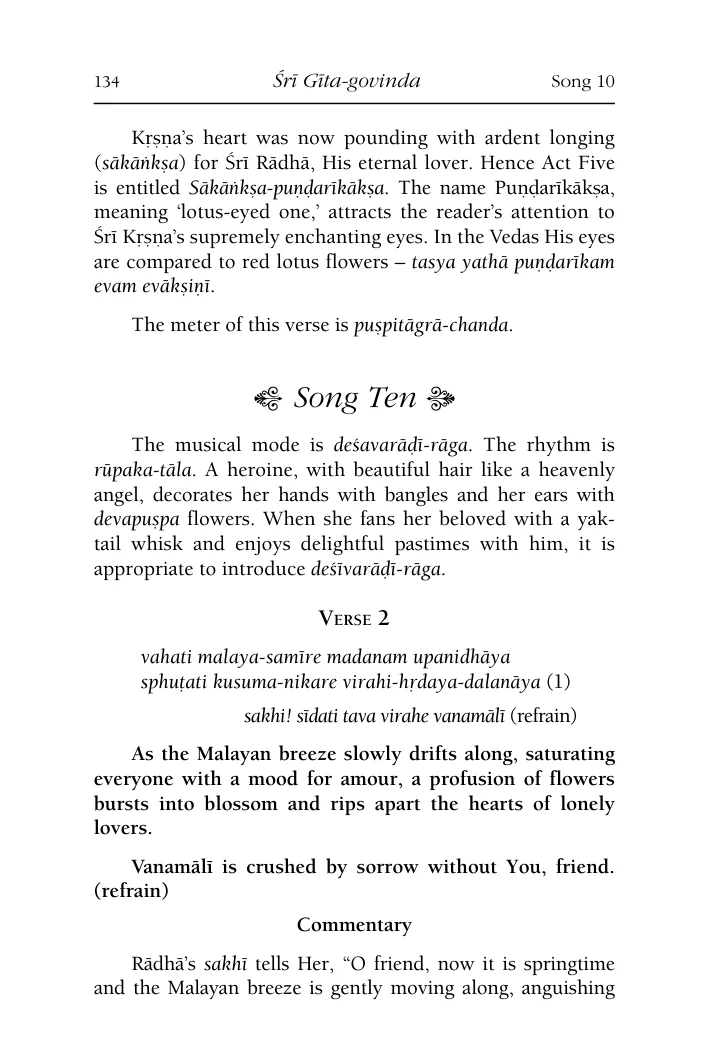 134 Śrī Gīta-govinda Song 10
Kṛṣṇa’s heart was now pounding with ardent longing
(sākāṅkṣa) for Śrī Rādhā, His eternal lover. Hence Act Five
is entitled Sākāṅkṣa-puṇḍarīkākṣa. The name Puṇḍarīkākṣa,
meaning ‘lotus-eyed one,’ attracts the reader’s attention to
Śrī Kṛṣṇa’s supremely enchanting eyes. In the Vedas His eyes
are compared to red lotus flowers – tasya yathā puṇḍarīkam
evam evākṣiṇī.
The meter of this verse is puṣpitāgrā-chanda.
Song Ten
The musical mode is deśavarāḍī-rāga. The rhythm is
rūpaka-tāla. A heroine, with beautiful hair like a heavenly
angel, decorates her hands with bangles and her ears with
devapuṣpa flowers. When she fans her beloved with a yak-
tail whisk and enjoys delightful pastimes with him, it is
appropriate to introduce deśīvarāḍī-rāga.
Verse 2
vahati malaya-samīre madanam upanidhāya
sphuṭati kusuma-nikare virahi-hṛdaya-dalanāya (1)
sakhi! sīdati tava virahe vanamālī (refrain)
As the Malayan breeze slowly drifts along, saturating
everyone with a mood for amour, a profusion of flowers
bursts into blossom and rips apart the hearts of lonely
lovers.
Vanamālī is crushed by sorrow without You, friend.
(refrain)
Commentary
Rādhā’s sakhī tells Her, “O friend, now it is springtime
and the Malayan breeze is gently moving along, anguishing